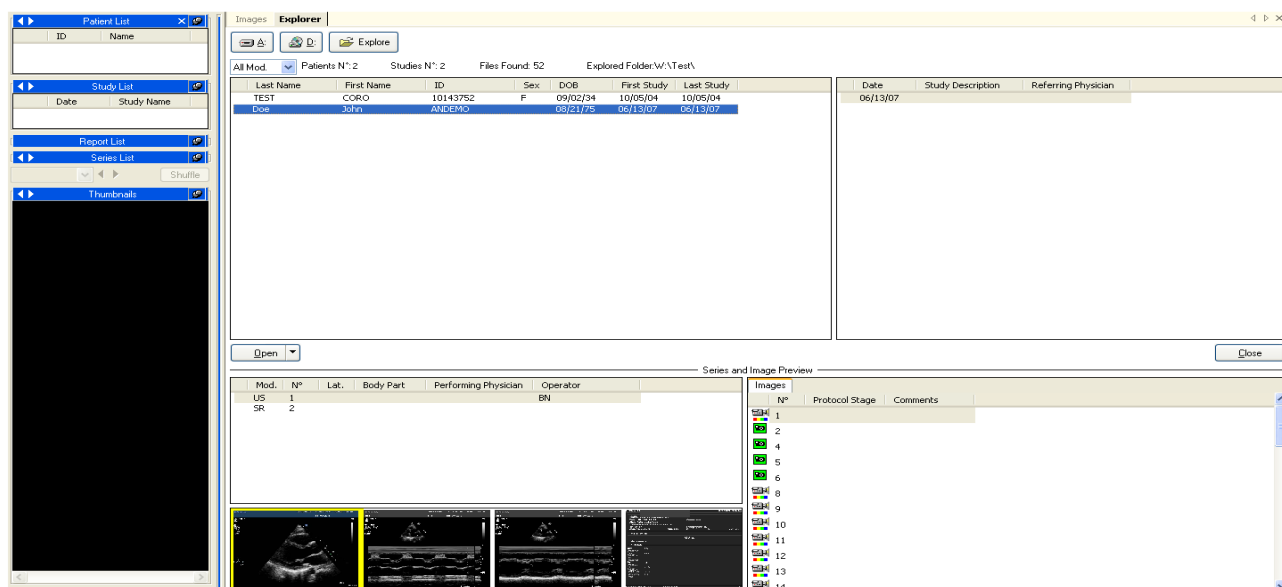 Patient List
ID Name
Study List
Date Study Name
Report List
Series List
Shuffle
Thumbnails
Images Explorer
A: D: Explore
All Mod. Patients N°: 2 Studies N°: 2 Files Found: 52 Explored Folder:W:\Test\
Last Name First Name ID Sex DOB First Study Last Study
TEST CORO 10143752 F 09/02/34 10/05/04 10/05/04
Doe John ANDEMO 08/21/75 06/13/07 06/13/07
Date Study Description Referring Physician
06/13/07
Open Close
Series and Image Preview
Mod. N° Lat. Body Part Performing Physician Operator
US 1 BN
SR 2
Images
N° Protocol Stage Comments
1
2
4
5
6
8
9
10
11
12
13
14